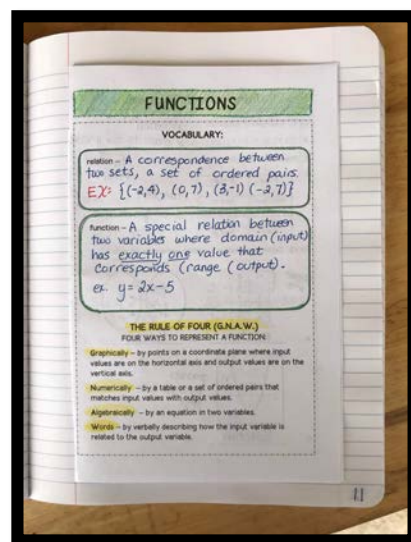 FUNCTIONS
VOCABULARY:
relation – A correspondence between
two sets, a set of ordered pairs.
EX: {(-2,4), (0,7), (3,-1) (-2,7)}
function – A special relation between
two variables where domain (input)
has exactly one value that
corresponds (range (output).
ex. y = 2x - 5
THE RULE OF FOUR (G.N.A.W.)
FOUR WAYS TO REPRESENT A FUNCTION:
Graphically – by points on a coordinate plane where input
values are on the horizontal axis and output values are on the
vertical axis.
Numerically – by a table or a set of ordered pairs that
matches input values with output values.
Algebraically – by an equation in two variables.
Words – by verbally describing how the input variable is
related to the output variable.
11